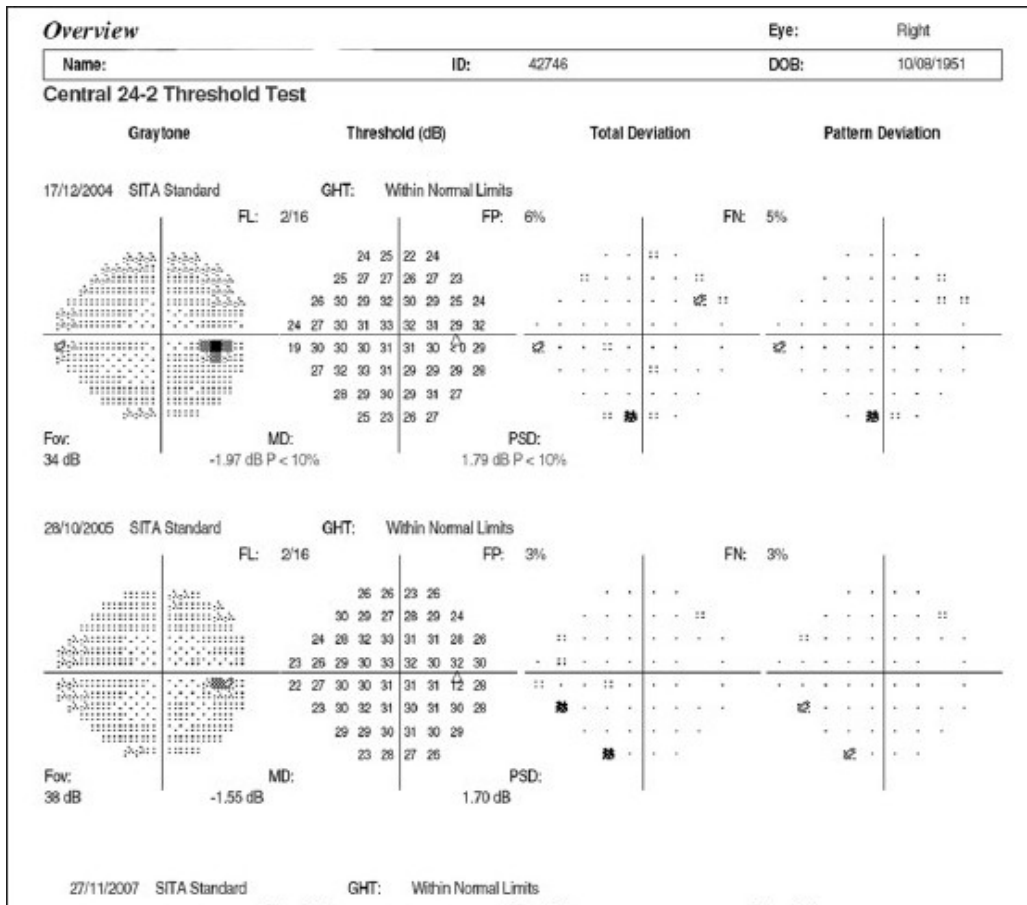 Overview Eye: Right
Name: ID: 42746 DOB: 10/08/1951
Central 24-2 Threshold Test
Graytone Threshold (dB) Total Deviation Pattern Deviation
17/12/2004 SITA Standard GHT: Within Normal Limits
FL: 2/16 FP: 6% FN: 5%
24 25 22 24
25 27 27 26 27 23
26 30 29 32 30 29 25 24
24 27 30 31 33 32 31 29 32
19 30 30 30 31 31 30 29
27 32 33 31 29 29 29 28
28 29 30 29 31 27
25 23 26 27
Fov: MD: PSD:
34 dB -1.97 dB P < 10% 1.79 dB P < 10%
28/10/2005 SITA Standard GHT: Within Normal Limits
FL: 2/16 FP: 3% FN: 3%
26 26 23 26
30 29 27 28 29 24
24 28 32 33 31 31 28 26
23 26 29 30 33 32 30 32 30
22 27 30 30 31 31 31 12 28
23 30 32 31 30 31 30 28
29 29 30 31 30 29
23 28 27 26
Fov: MD: PSD:
38 dB -1.55 dB 1.70 dB
27/11/2007 SITA Standard GHT: Within Normal Limits